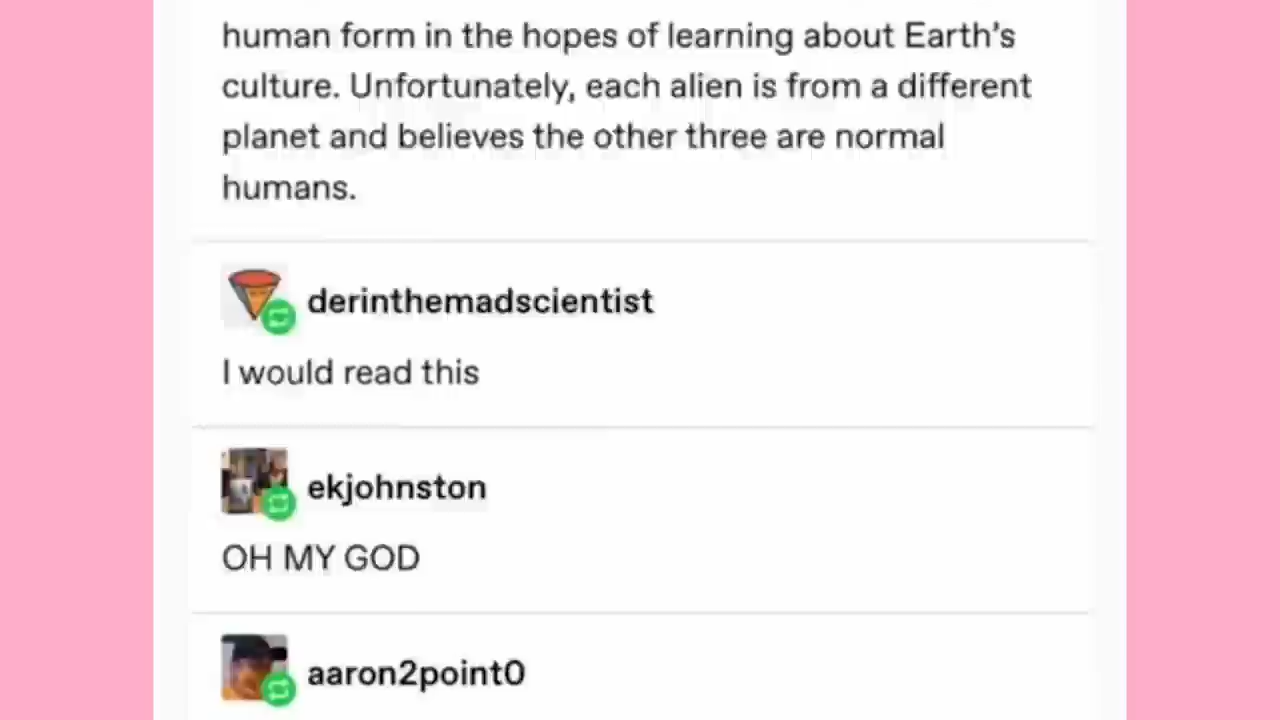 human form in the hopes of learning about Earth's
culture. Unfortunately, each alien is from a different
planet and believes the other three are normal
humans.
derinthemadscientist
I would read this
ekjohnston
OH MY GOD
aaron2point0